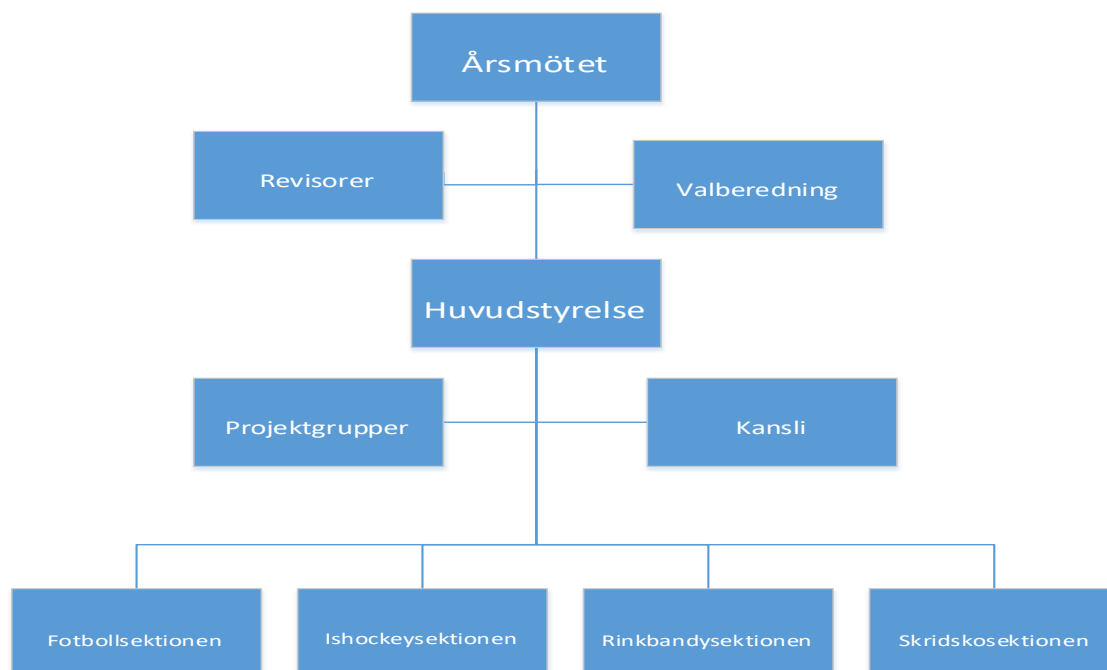 Årsmötet
Revisorer
Valberedning
Huvudstyrelse
Projektgrupper
Kansli
Fotbollsektionen
Ishockeysektionen
Rinkbandysektionen
Skridskosektionen